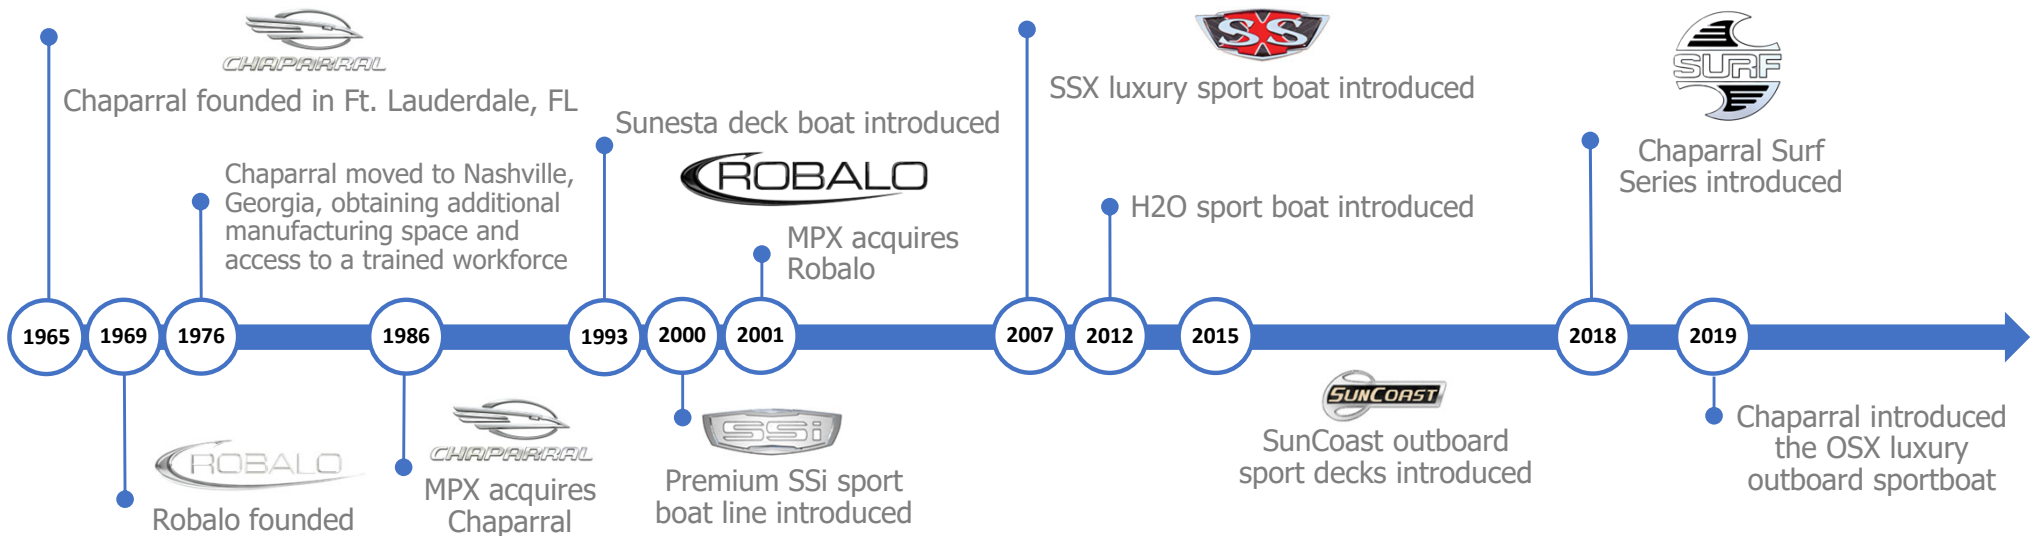 CHAPARRAL
Chaparral founded in Ft. Lauderdale, FL
Chaparral moved to Nashville,
Georgia, obtaining additional
manufacturing space and
access to a trained workforce
Sunesta deck boat introduced
ROBALO
MPX acquires
Robalo
SS
SSX luxury sport boat introduced
H2O sport boat introduced
SURF
Chaparral Surf
Series introduced
1965
1969
1976
1986
1993
2000
2001
2007
2012
2015
2018
2019
ROBALO
Robalo founded
CHAPARRAL
MPX acquires
Chaparral
SSi
Premium SSi sport
boat line introduced
SUNCOAST
SunCoast outboard
sport decks introduced
Chaparral introduced
the OSX luxury
outboard sportboat